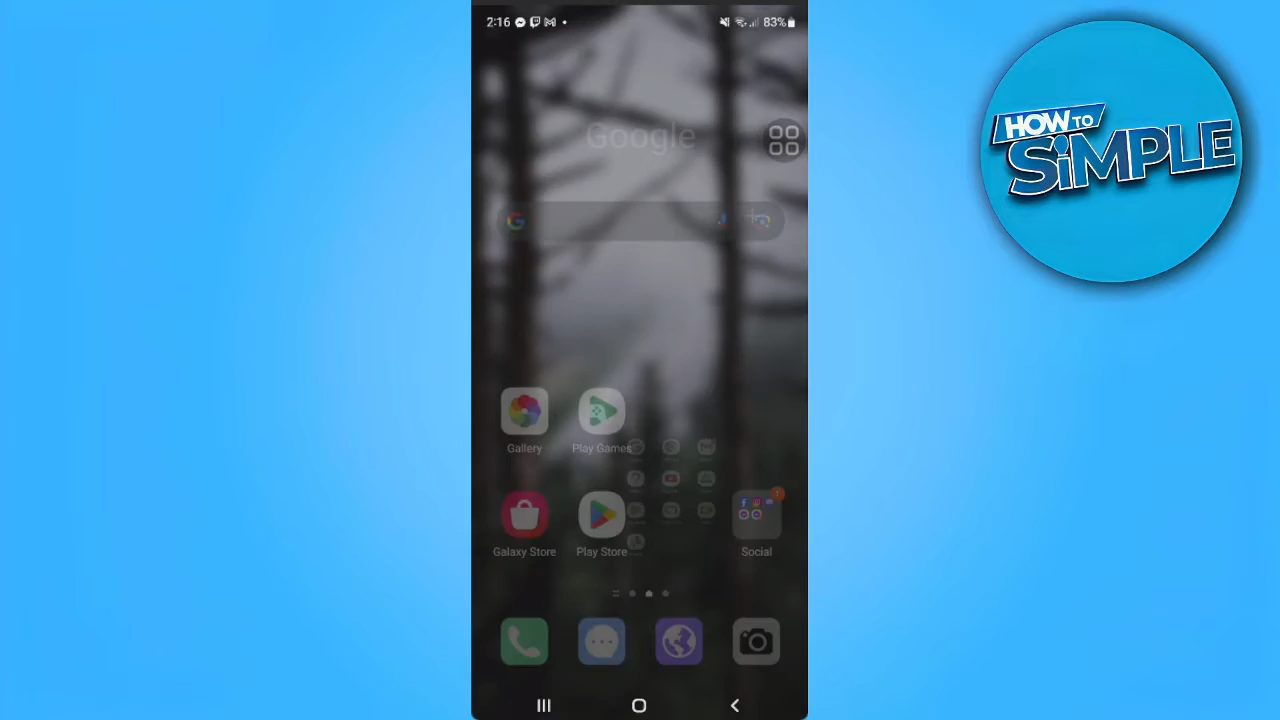 2:16
83%
HOW TO
SiMPLE
Google
Gallery
Play Games
Galaxy Store
Play Store
Social